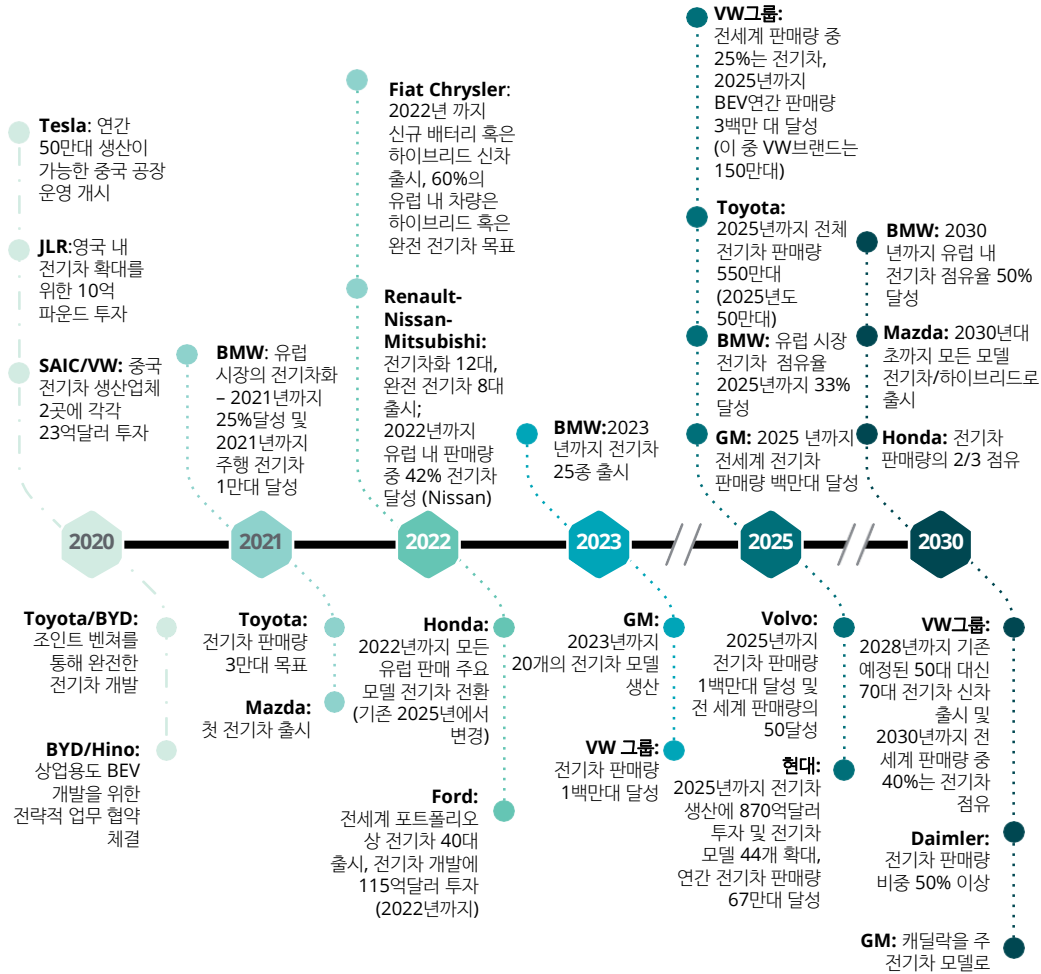 Tesla: 연간
50만대 생산이
가능한 중국 공장
운영 개시
JLR:영국 내
전기차 확대를
위한 10억
파운드 투자
SAIC/VW: 중국
전기차 생산업체
2곳에 각각
23억달러 투자
BMW: 유럽
시장의 전기차화
– 2021년까지
25%달성 및
2021년까지
주행 전기차
1만대 달성
Fiat Chrysler:
2022년 까지
신규 배터리 혹은
하이브리드 신차
출시, 60%의
유럽 내 차량은
하이브리드 혹은
완전 전기차 목표
Renault-
Nissan-
Mitsubishi:
전기차화 12대,
완전 전기차 8대
출시;
2022년까지
유럽 내 판매량
중 42% 전기차
달성 (Nissan)
BMW:2023
년까지 전기차
25종 출시
VW그룹:
전세계 판매량 중
25%는 전기차,
2025년까지
BEV연간 판매량
3백만 대 달성
(이 중 VW브랜드는
150만대)
Toyota:
2025년까지 전체
전기차 판매량
550만대
(2025년도
50만대)
BMW: 유럽 시장
전기차 점유율
2025년까지 33%
달성
GM: 2025 년까지
전세계 전기차
판매량 백만대 달성
BMW: 2030
년까지 유럽 내
전기차 점유율 50%
달성
Mazda: 2030년대
초까지 모든 모델
전기차/하이브리드로
출시
Honda: 전기차
판매량의 2/3 점유
2020
2021
2022
2023
2025
2030
Toyota/BYD:
조인트 벤쳐를
통해 완전한
전기차 개발
BYD/Hino:
상업용도 BEV
개발을 위한
전략적 업무 협약
체결
Toyota:
전기차 판매량
3만대 목표
Mazda:
첫 전기차 출시
Honda:
2022년까지 모든
유럽 판매 주요
모델 전기차 전환
(기존 2025년에서
변경)
Ford:
전세계 포트폴리오
상 전기차 40대
출시, 전기차 개발에
115억달러 투자
(2022년까지)
GM:
2023년까지
20개의 전기차 모델
생산
VW 그룹:
전기차 판매량
1백만대 달성
Volvo:
2025년까지
전기차 판매량
1백만대 달성 및
전 세계 판매량의
50달성
현대:
2025년까지 전기차
생산에 870억달러
투자 및 전기차
모델 44개 확대,
연간 전기차 판매량
67만대 달성
VW그룹:
2028년까지 기존
예정된 50대 대신
70대 전기차 신차
출시 및
2030년까지 전
세계 판매량 중
40%는 전기차
점유
Daimler:
전기차 판매량
비중 50% 이상
GM: 캐딜락을 주
전기차 모델로